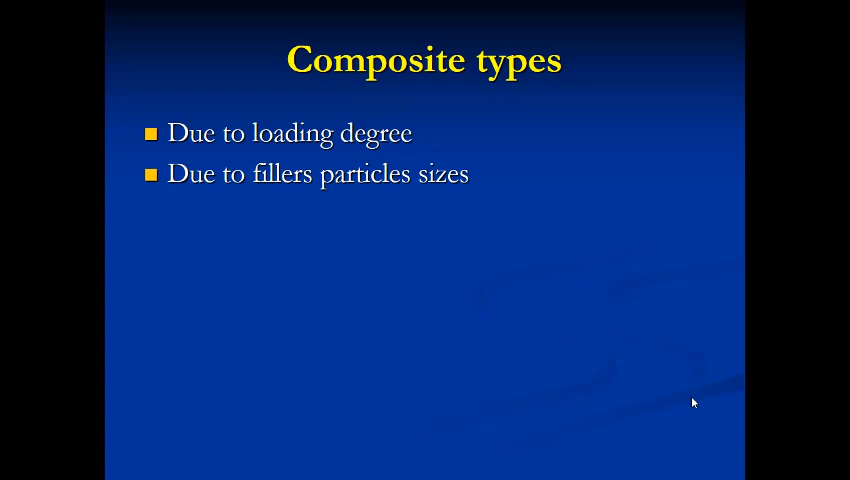 Composite types
Due to loading degree
Due to fillers particles sizes